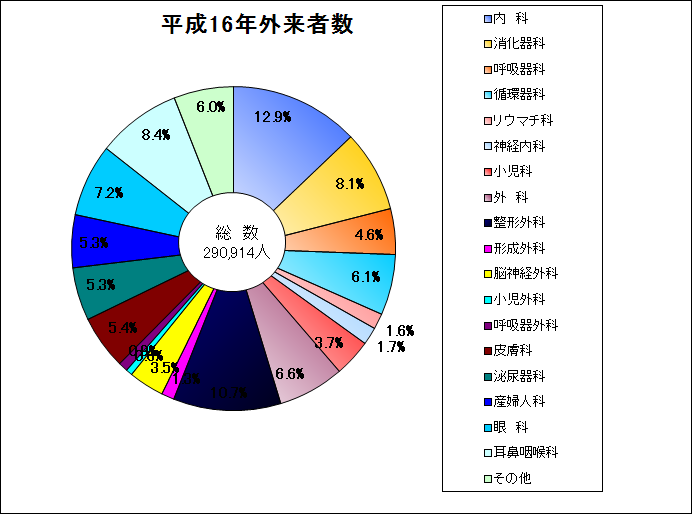 平成16年外来者数
12.9%
8.1%
4.6%
6.1%
1.6%
1.7%
3.7%
6.6%
3.5%
5.4%
5.3%
5.3%
7.2%
8.4%
6.0%
総 数
290,914人
内 科
消化器科
呼吸器科
循環器科
リウマチ科
神経内科
小児科
外 科
整形外科
形成外科
脳神経外科
小児外科
呼吸器外科
皮膚科
泌尿器科
産婦人科
眼 科
耳鼻咽喉科
その他